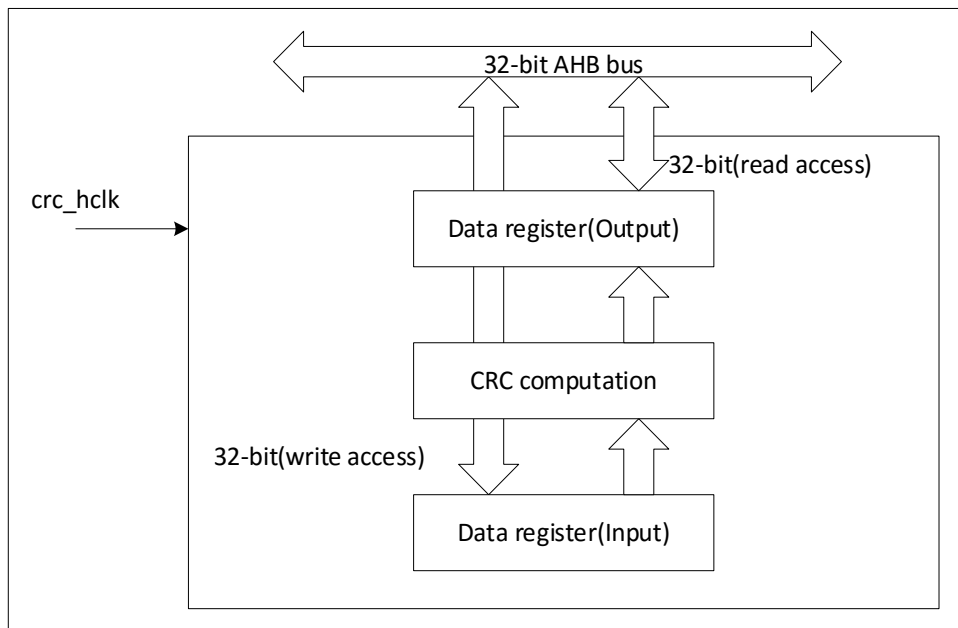 32-bit AHB bus
32-bit(read access)
crc_hclk
Data register(Output)
CRC computation
32-bit(write access)
Data register(Input)